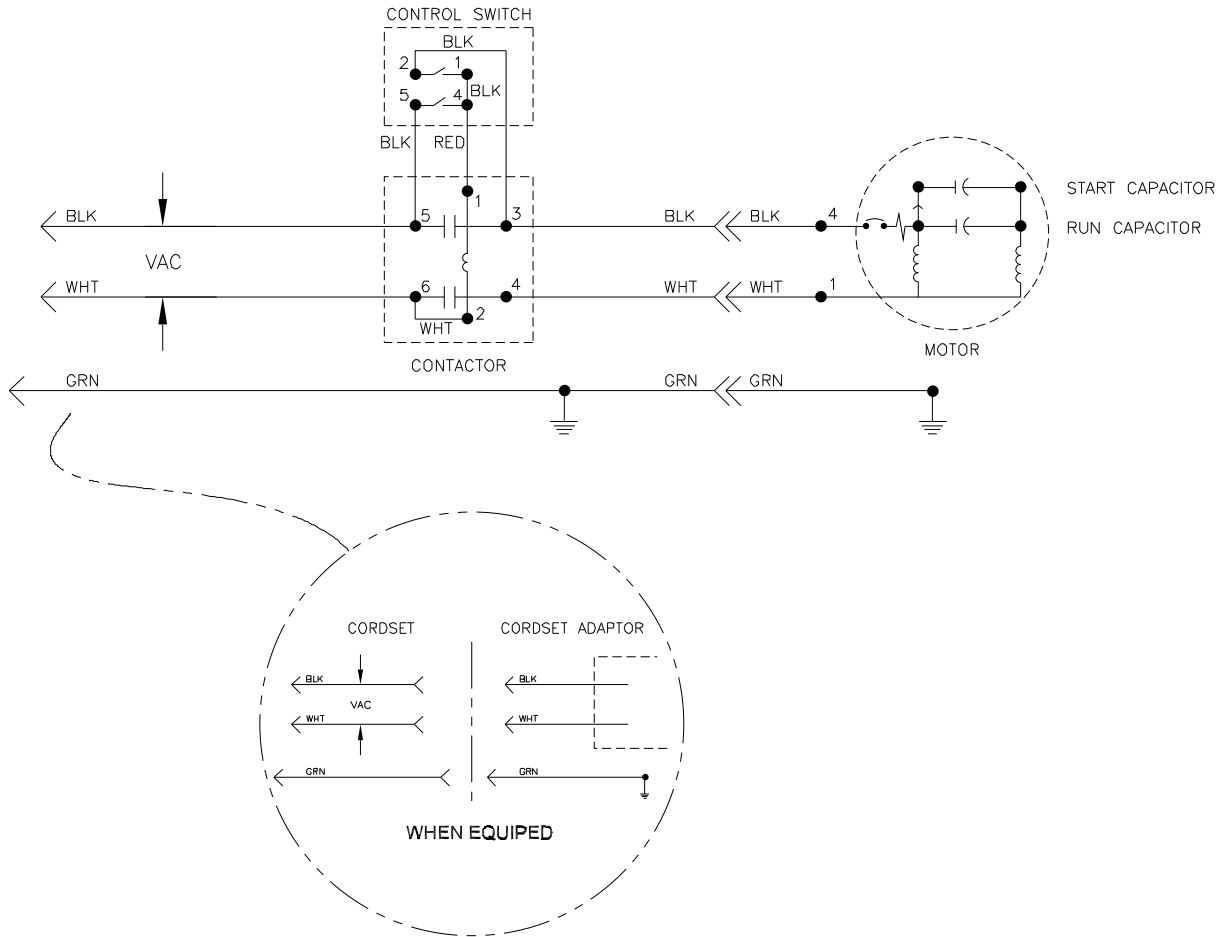 CONTROL SWITCH
BLK
2 1
BLK
5 4
BLK RED
1
BLK 5 3 BLK BLK 4
START CAPACITOR
RUN CAPACITOR
VAC
WHT 6 4 WHT WHT 1
WHT 2
MOTOR
CONTACTOR
GRN GRN GRN
CORDSET CORDSET ADAPTOR
BLK BLK
VAC
WHT WHT
GRN GRN
WHEN EQUIPED